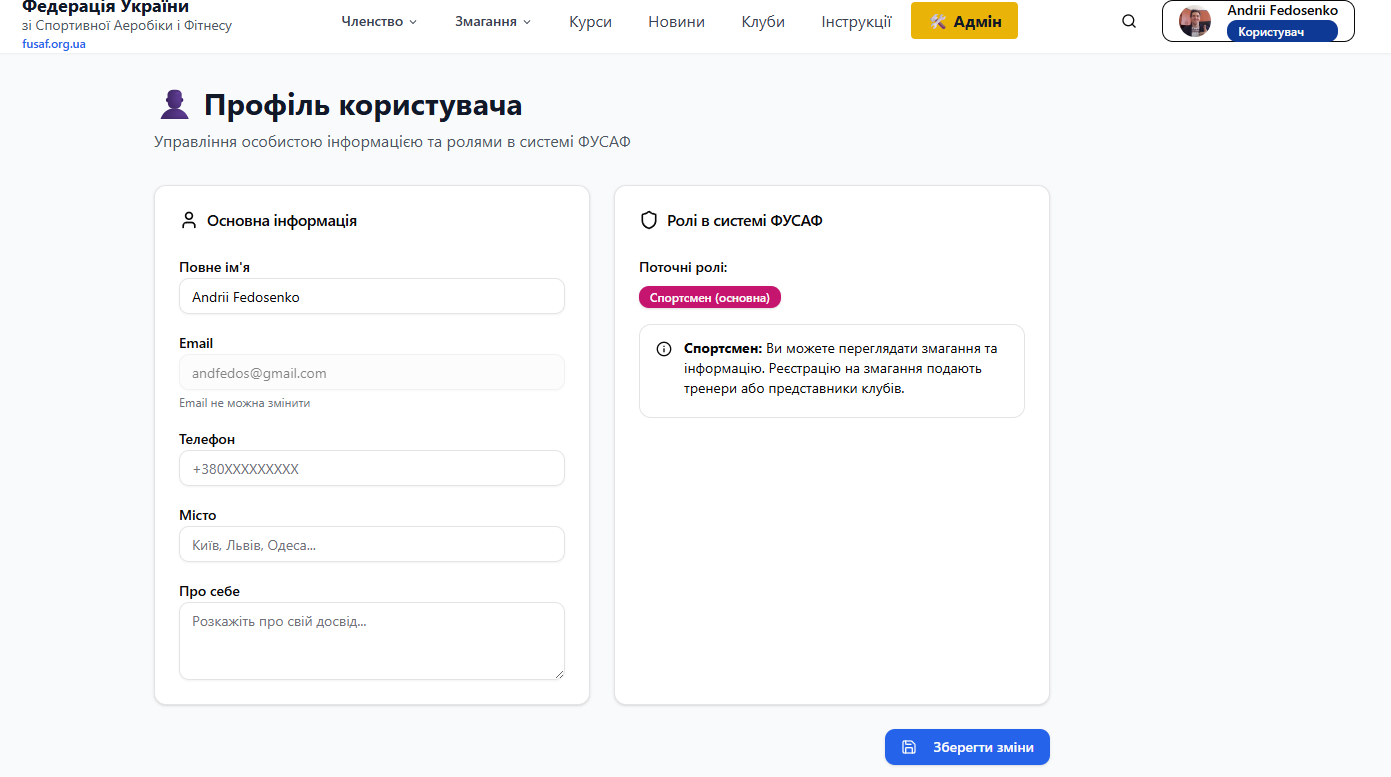 Федерація України
зі Спортивної Аеробіки і Фітнесу
fusaf.org.ua
Членство
Змагання
Курси
Новини
Клуби
Інструкції
Адмін
Andrii Fedosenko
Користувач
Профіль користувача
Управління особистою інформацією та ролями в системі ФУСАФ
Основна інформація
Повне ім'я
Andrii Fedosenko
Email
andfedos@gmail.com
Email не можна змінити
Телефон
+380XXXXXXXXX
Місто
Київ, Львів, Одеса...
Про себе
Розкажіть про свій досвід...
Ролі в системі ФУСАФ
Поточні ролі:
Спортсмен (основна)
Спортсмен: Ви можете переглядати змагання та
інформацію. Реєстрацію на змагання подають
тренери або представники клубів.
Зберегти зміни